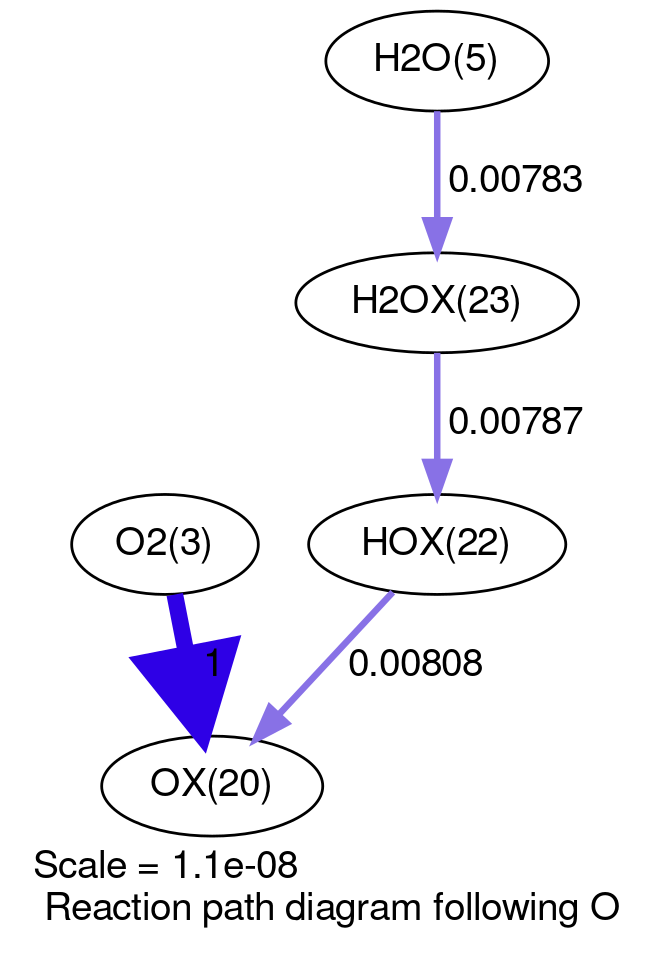 H2O(5)
0.00783
H2OX(23)
0.00787
O2(3)
HOX(22)
1
0.00808
OX(20)
Scale = 1.1e-08
Reaction path diagram following O